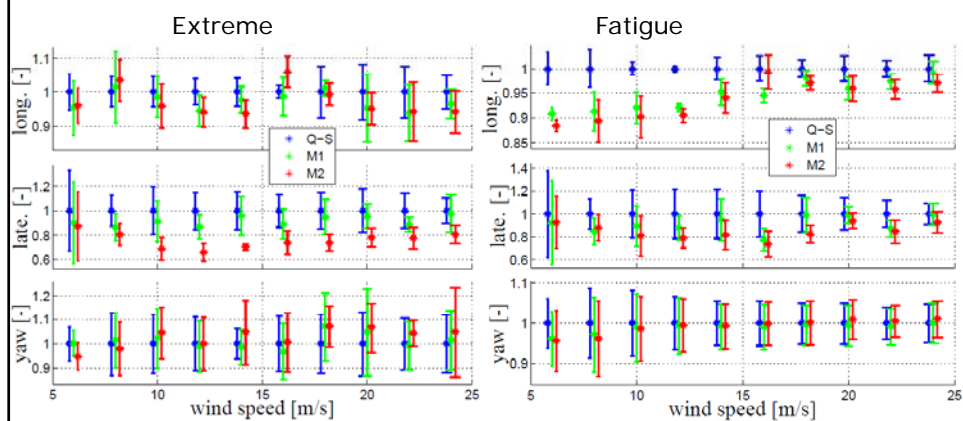 Extreme
Fatigue
long. [-]
1.1
1
0.9
Q-S
M1
M2
late. [-]
1.2
1
0.8
0.6
yaw [-]
1.2
1.1
1
0.9
5
10
15
20
25
wind speed [m/s]
long. [-]
1
0.95
0.9
0.85
Q-S
M1
M2
late. [-]
1.4
1.2
1
0.8
0.6
yaw [-]
1.1
1
0.9
5
10
15
20
25
wind speed [m/s]